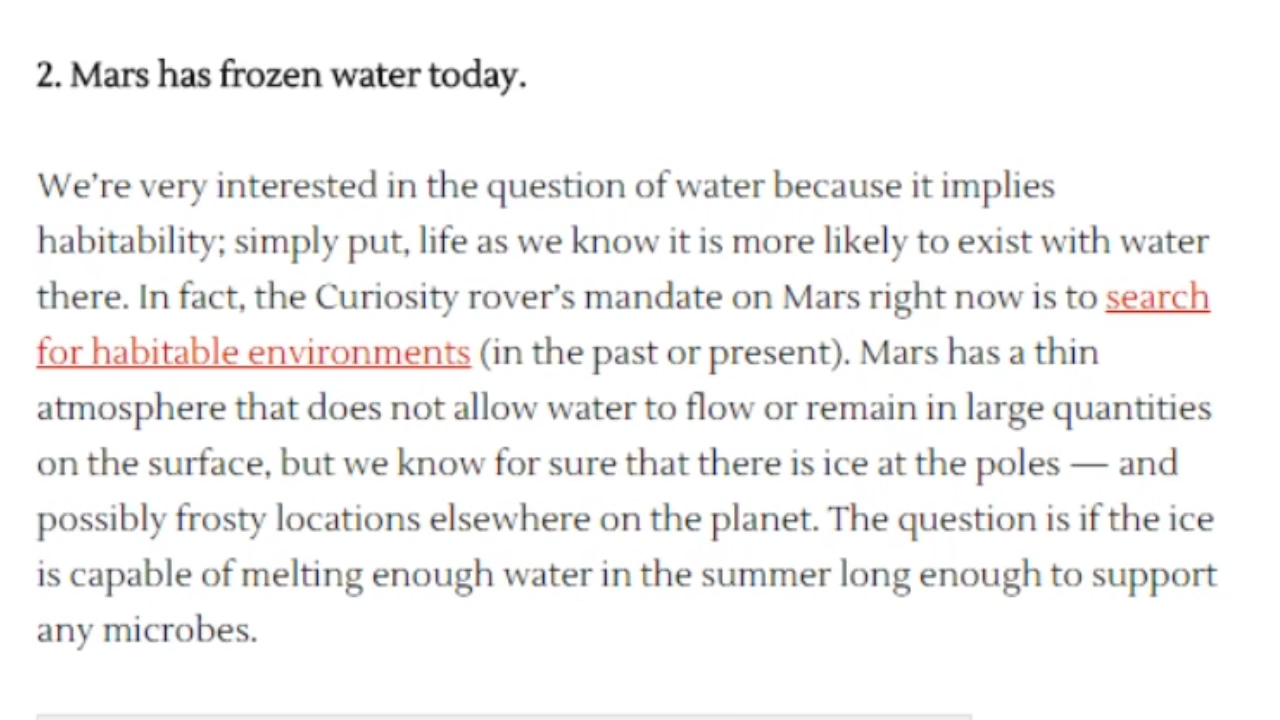 2. Mars has frozen water today.
We’re very interested in the question of water because it implies
habitability; simply put, life as we know it is more likely to exist with water
there. In fact, the Curiosity rover’s mandate on Mars right now is to search
for habitable environments (in the past or present). Mars has a thin
atmosphere that does not allow water to flow or remain in large quantities
on the surface, but we know for sure that there is ice at the poles — and
possibly frosty locations elsewhere on the planet. The question is if the ice
is capable of melting enough water in the summer long enough to support
any microbes.